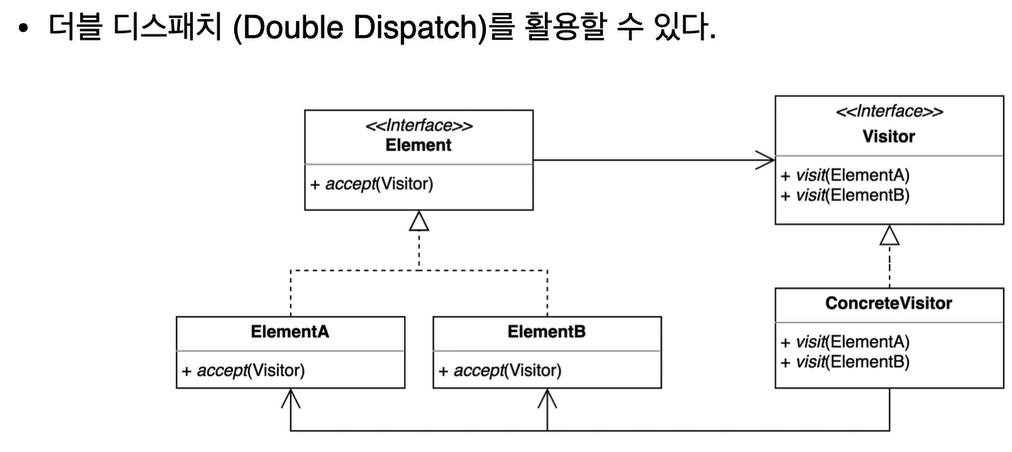 • 더블 디스패치 (Double Dispatch)를 활용할 수 있다.
<<Interface>>
Element
+ accept(Visitor)
<<Interface>>
Visitor
+ visit(ElementA)
+ visit(ElementB)
ElementA
+ accept(Visitor)
ElementB
+ accept(Visitor)
ConcreteVisitor
+ visit(ElementA)
+ visit(ElementB)